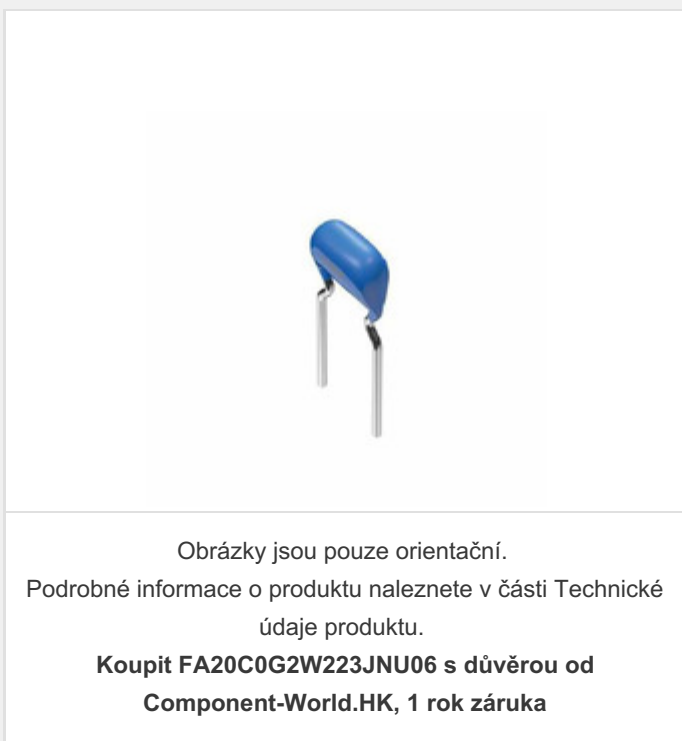 Obrázky jsou pouze orientační.
Podrobné informace o produktu naleznete v části Technické
údaje produktu.
Koupit FA20C0G2W223JNU06 s důvěrou od
Component-World.HK, 1 rok záruka